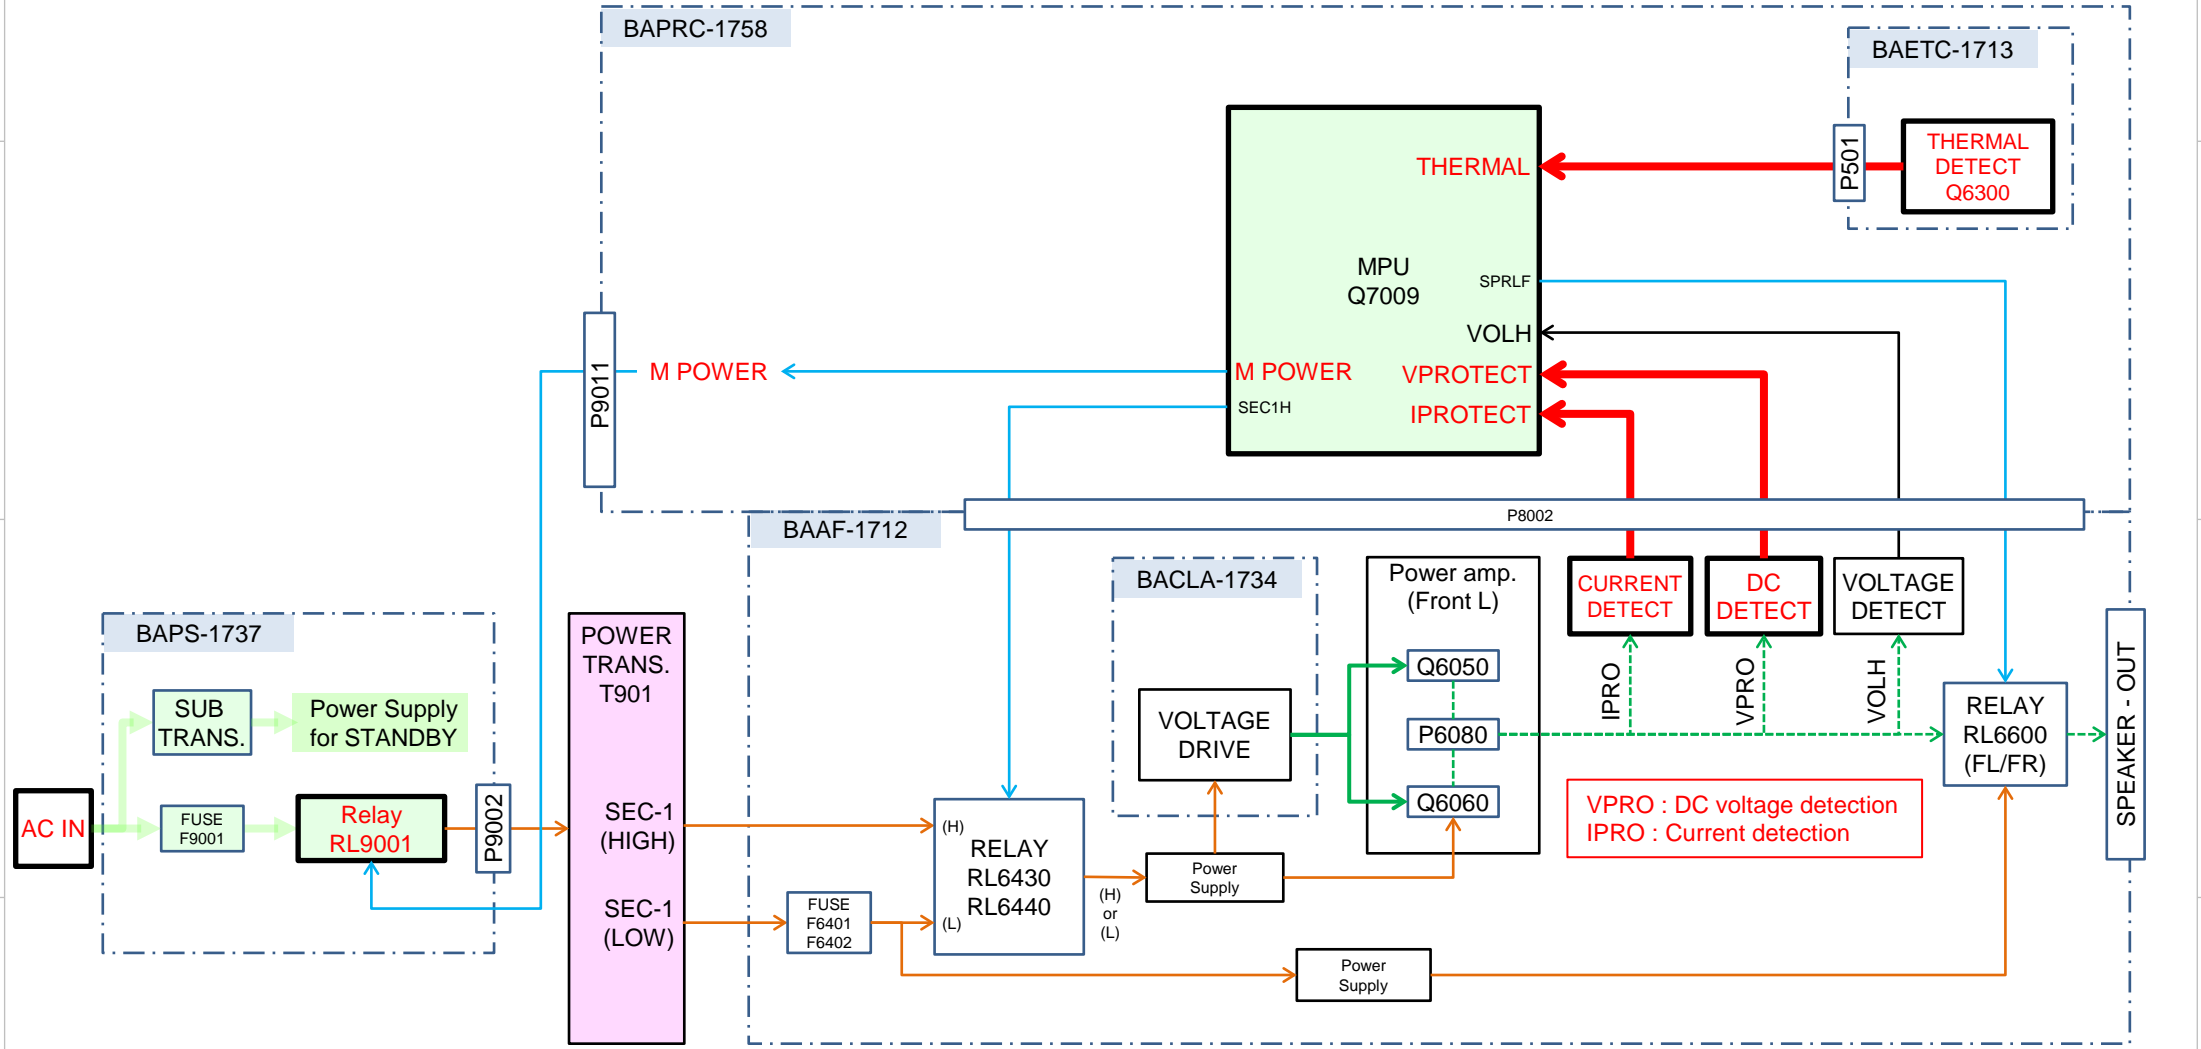 BAPRC-1758
BAETC-1713
THERMAL
DETECT
Q6300
P501
THERMAL
MPU
Q7009
SPRLF
VOLH
M POWER
VPROTECT
SEC1H
IPROTECT
M POWER
P9011
P8002
BAAF-1712
BACLA-1734
Power amp.
(Front L)
CURRENT
DETECT
DC
DETECT
VOLTAGE
DETECT
BAPS-1737
POWER
TRANS.
T901
SUB
TRANS.
Power Supply
for STANDBY
Q6050
P6080
Q6060
VOLTAGE
DRIVE
IPRO
VPRO
VOLH
RELAY
RL6600
(FL/FR)
SPEAKER - OUT
AC IN
FUSE
F9001
Relay
RL9001
P9002
SEC-1
(HIGH)
SEC-1
(LOW)
(H)
RELAY
RL6430
RL6440
(L)
FUSE
F6401
F6402
(H)
or
(L)
Power
Supply
Power
Supply
VPRO : DC voltage detection
IPRO : Current detection